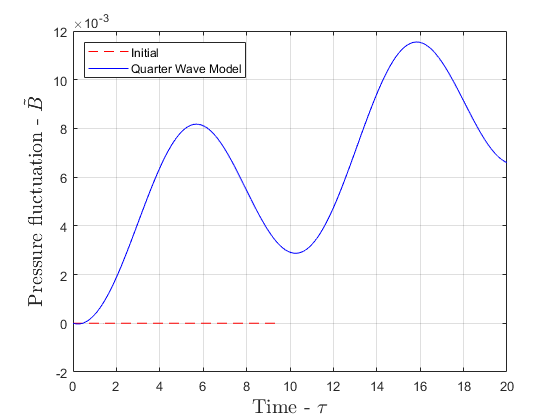 ×10⁻³
12
10
8
6
4
2
0
-2
Pressure fluctuation - B̃
Initial
Quarter Wave Model
0 2 4 6 8 10 12 14 16 18 20
Time - τ